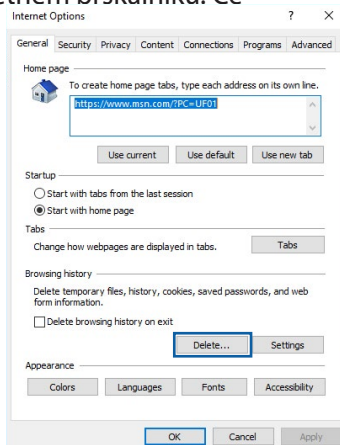 Internet Options ? X
General Security Privacy Content Connections Programs Advanced
Home page
To create home page tabs, type each address on its own line.
https://www.msn.com/?PC=UF01
Use current Use default Use new tab
Startup
Start with tabs from the last session
Start with home page
Tabs
Change how webpages are displayed in tabs. Tabs
Browsing history
Delete temporary files, history, cookies, saved passwords, and web
form information.
Delete browsing history on exit
Delete... Settings
Appearance
Colors Languages Fonts Accessibility
OK Cancel Apply